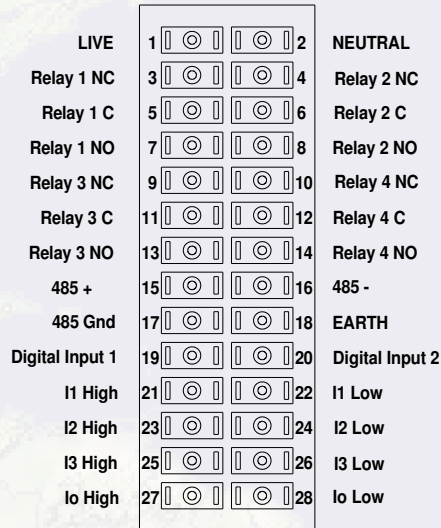 LIVE 1 2 NEUTRAL
Relay 1 NC 3 4 Relay 2 NC
Relay 1 C 5 6 Relay 2 C
Relay 1 NO 7 8 Relay 2 NO
Relay 3 NC 9 10 Relay 4 NC
Relay 3 C 11 12 Relay 4 C
Relay 3 NO 13 14 Relay 4 NO
485 + 15 16 485 -
485 Gnd 17 18 EARTH
Digital Input 1 19 20 Digital Input 2
I1 High 21 22 I1 Low
I2 High 23 24 I2 Low
I3 High 25 26 I3 Low
Io High 27 28 Io Low